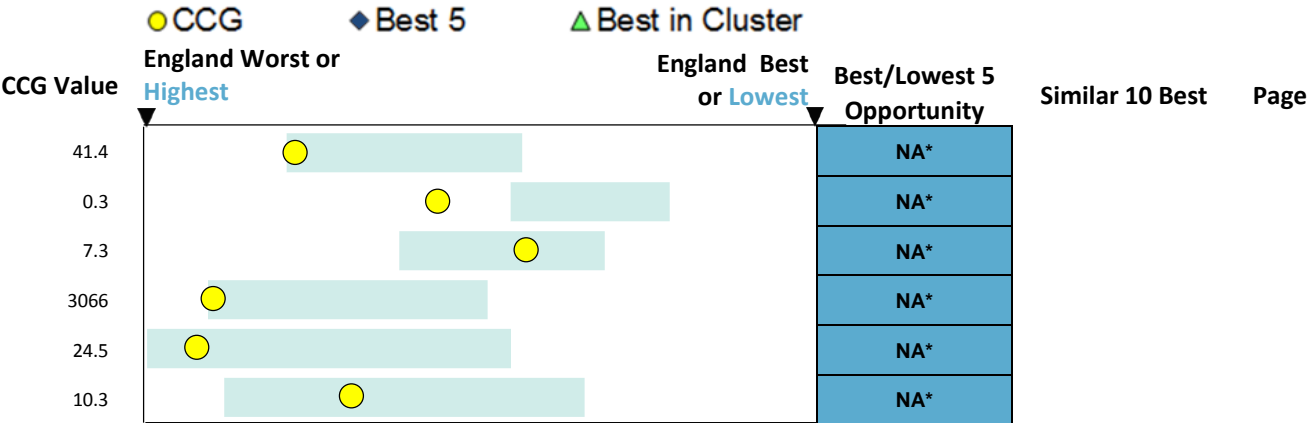 CCG Best 5 Best in Cluster
CCG Value England Worst or Highest England Best or Lowest Best/Lowest 5 Opportunity Similar 10 Best Page
41.4 NA*
0.3 NA*
7.3 NA*
3066 NA*
24.5 NA*
10.3 NA*